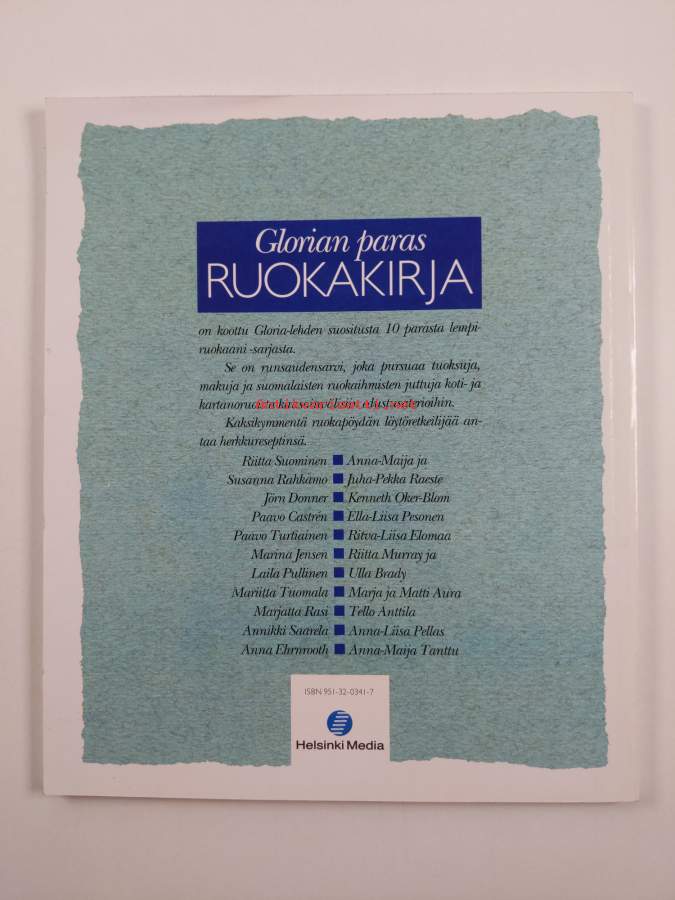 Glorian paras
RUOKAKIRJA
on koottu Gloria-lehden suositusta 10 parasta lempi-
ruokaani -sarjasta.
Se on runsaudensarvi, joka pursuaa tuoksuja,
makuja ja suomalaisten ruokaihmisten juttuja koti- ja
Kaksikymmentä ruokapöydän löytöretkeilijää an-
taa herkkureseptinsä.
Riitta Suominen ■ Anna-Maija ja
Susanna Rahkamo ■ Juha-Pekka Raeste
Jörn Donner ■ Kenneth Oker-Blom
Paavo Castrén ■ Ella-Liisa Pesonen
Paavo Turtiainen ■ Ritva-Liisa Elomaa
Marina Jensen ■ Riitta Murray ja
Laila Pullinen ■ Ulla Brady
Mariitta Tuomala ■ Marja ja Matti Aura
Marjatta Rasi ■ Tello Anttila
Annikki Saarela ■ Anna-Liisa Pellas
Anna Ehrnrooth ■ Anna-Maija Tanttu
ISBN 951-32-0341-7
Helsinki Media